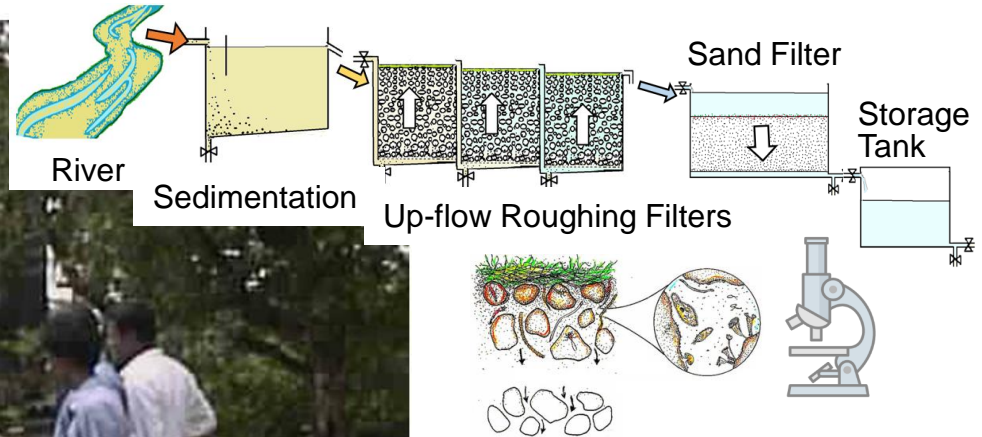 River
Sedimentation
Up-flow Roughing Filters
Sand Filter
Storage
Tank